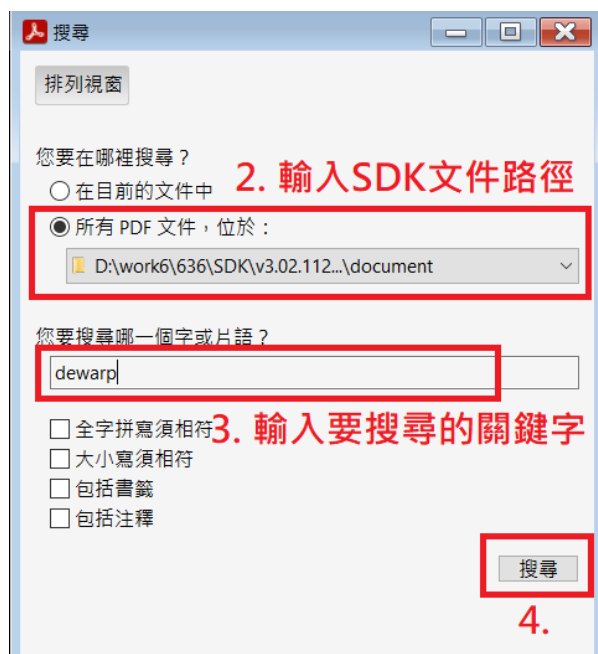 搜尋
排列視窗
您要在哪裡搜尋？
2. 輸入SDK文件路徑
在目前的文件中
所有 PDF 文件，位於：
D:\work6\636\SDK\v3.02.112...\document
您要搜尋哪一個字或片語？
dewarp
3. 輸入要搜尋的關鍵字
全字拼寫須相符
大小寫須相符
包括書籤
包括注釋
搜尋
4.